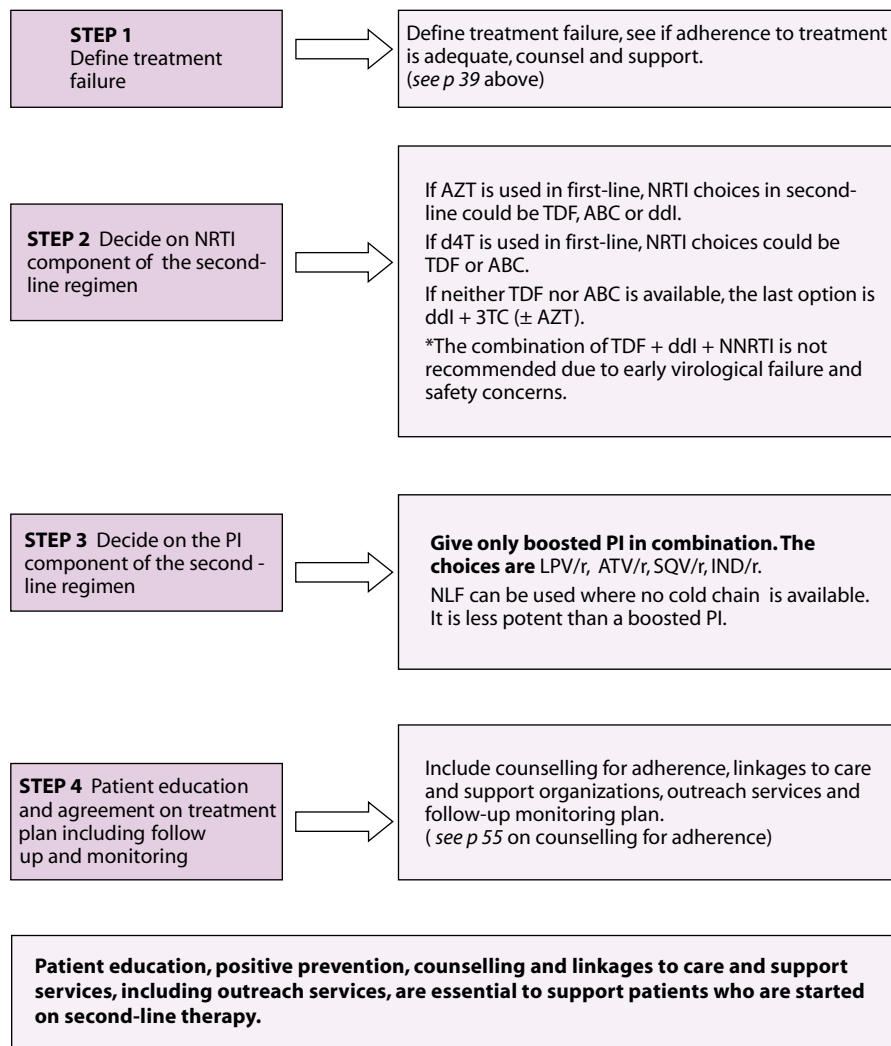 STEP 1
Define treatment
failure
Define treatment failure, see if adherence to treatment
is adequate, counsel and support.
(see p 39 above)
STEP 2 Decide on NRTI
component of the second-
line regimen
If AZT is used in first-line, NRTI choices in second-
line could be TDF, ABC or ddI.
If d4T is used in first-line, NRTI choices could be
TDF or ABC.
If neither TDF nor ABC is available, the last option is
ddI + 3TC (± AZT).
*The combination of TDF + ddI + NNRTI is not
recommended due to early virological failure and
safety concerns.
STEP 3 Decide on the PI
component of the second -
line regimen
Give only boosted PI in combination. The
choices are LPV/r, ATV/r, SQV/r, IND/r.
NLF can be used where no cold chain is available.
It is less potent than a boosted PI.
STEP 4 Patient education
and agreement on treatment
plan including follow
up and monitoring
Include counselling for adherence, linkages to care
and support organizations, outreach services and
follow-up monitoring plan.
( see p 55 on counselling for adherence)
Patient education, positive prevention, counselling and linkages to care and support
services, including outreach services, are essential to support patients who are started
on second-line therapy.